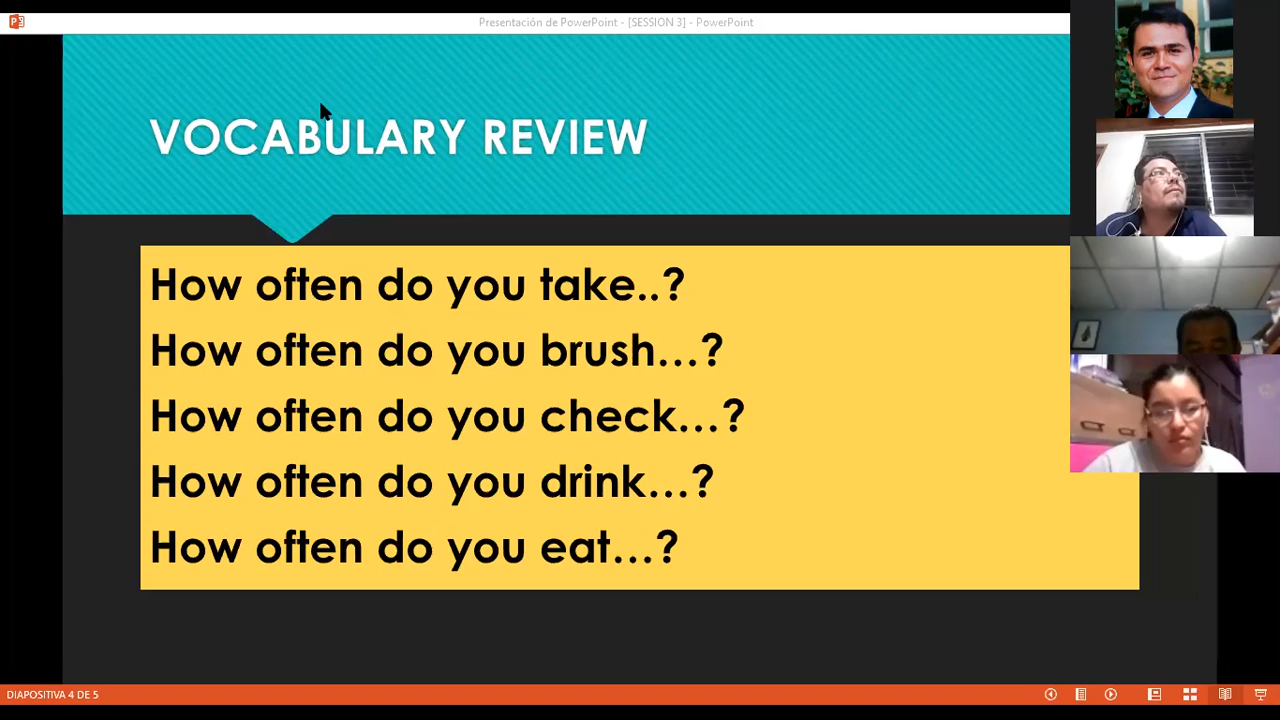 Presentación de PowerPoint - [SESSION 3] - PowerPoint
VOCABULARY REVIEW
How often do you take..?
How often do you brush...?
How often do you check...?
How often do you drink...?
How often do you eat...?
DIAPOSITIVA 4 DE 5